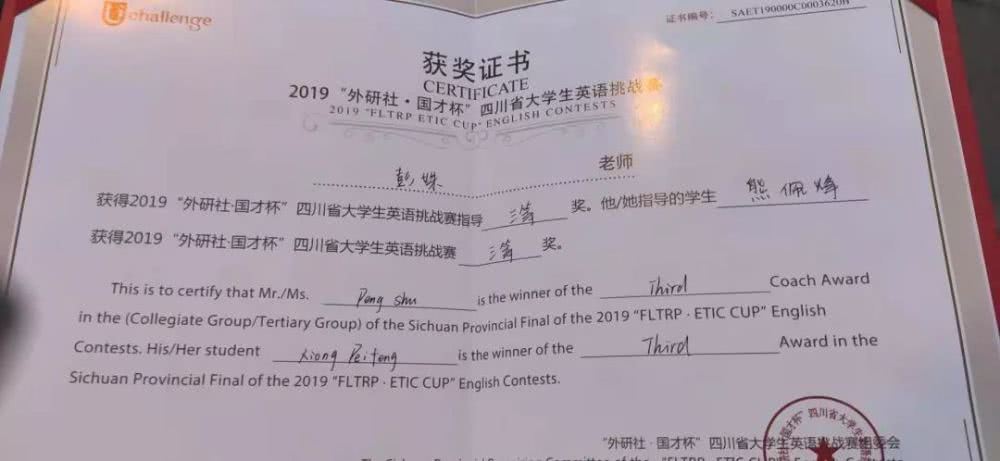 Uchallenge
证书编号： SAET190000C0003620B
获奖证书
CERTIFICATE
2019 “外研社·国才杯” 四川省大学生英语挑战赛
2019 "FLTRP ETIC CUP" ENGLISH CONTESTS
彭姝 老师
获得2019 “外研社·国才杯” 四川省大学生英语挑战赛指导 三等 奖。他/她指导的学生 熊佩烽
获得2019 “外研社·国才杯” 四川省大学生英语挑战赛 三等 奖。
This is to certify that Mr./Ms. Peng shu is the winner of the Third Coach Award
in the (Collegiate Group/Tertiary Group) of the Sichuan Provincial Final of the 2019 “FLTRP · ETIC CUP” English
Contests. His/Her student Xiong Peifeng is the winner of the Third Award in the
Sichuan Provincial Final of the 2019 “FLTRP · ETIC CUP” English Contests.
“外研社 · 国才杯” 四川省大学生英语挑战赛组委会